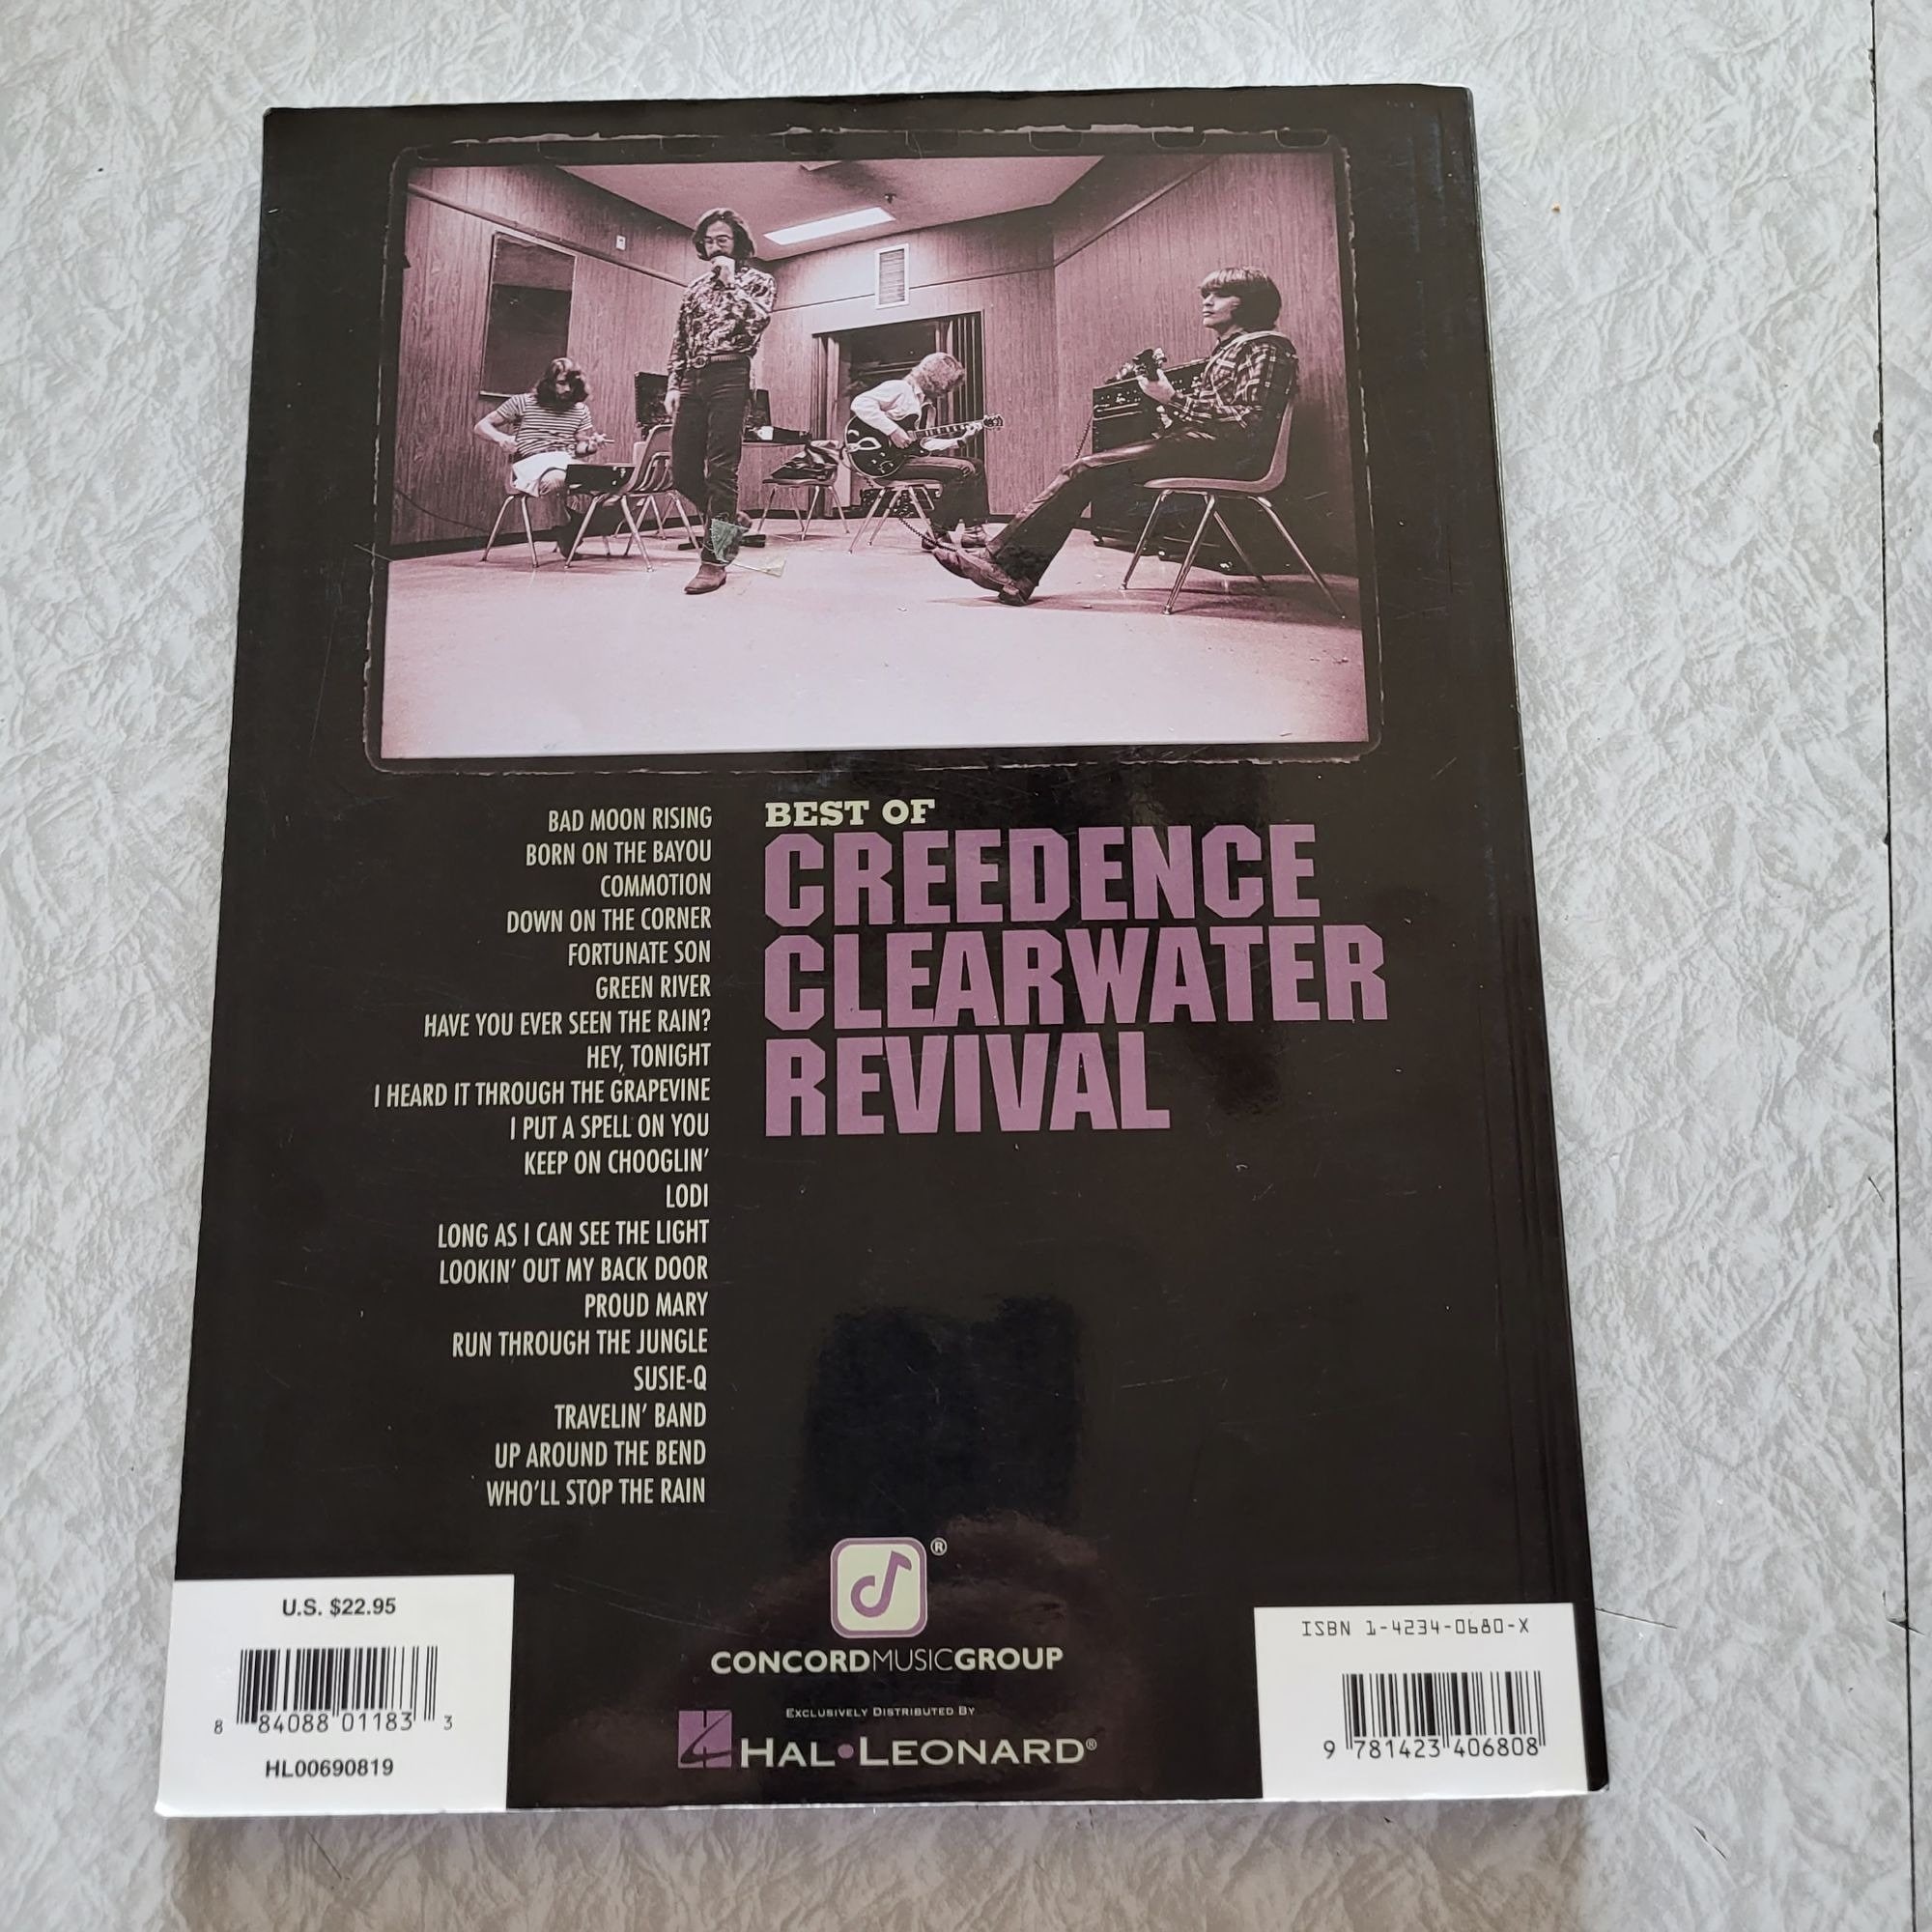 BEST OF
CREEDENCE
CLEARWATER
REVIVAL
BAD MOON RISING
BORN ON THE BAYOU
COMMOTION
DOWN ON THE CORNER
FORTUNATE SON
GREEN RIVER
HAVE YOU EVER SEEN THE RAIN?
HEY, TONIGHT
I HEARD IT THROUGH THE GRAPEVINE
I PUT A SPELL ON YOU
KEEP ON CHOOGLIN'
LODI
LONG AS I CAN SEE THE LIGHT
LOOKIN' OUT MY BACK DOOR
PROUD MARY
RUN THROUGH THE JUNGLE
SUSIE-Q
TRAVELIN' BAND
UP AROUND THE BEND
WHO'LL STOP THE RAIN
U.S. $22.95
8 84088 01183 3
HL00690819
®
CONCORDMUSICGROUP
EXCLUSIVELY DISTRIBUTED BY
HAL•LEONARD®
ISBN 1-4234-0680-X
9 781423 406808